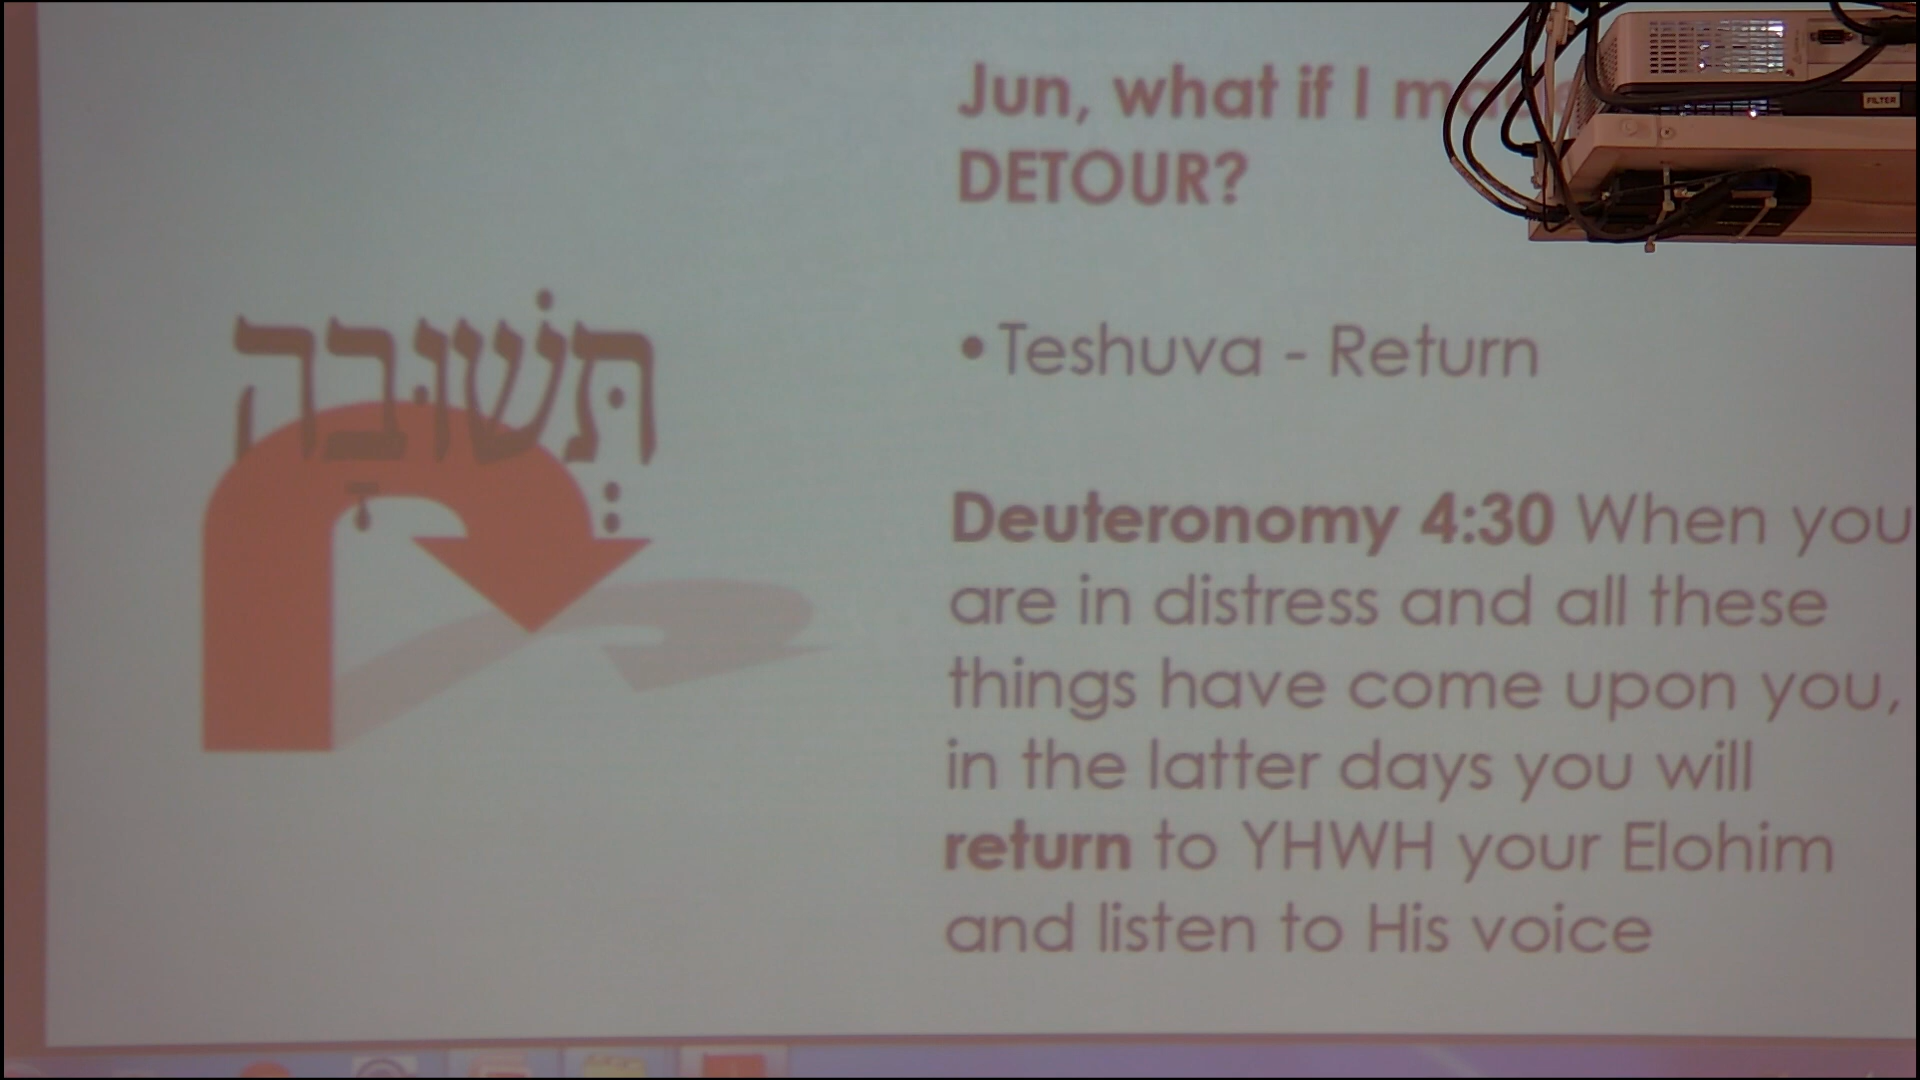 Jun, what if I made
DETOUR?
תְּשׁוּבָה
• Teshuva - Return
Deuteronomy 4:30 When you
are in distress and all these
things have come upon you,
in the latter days you will
return to YHWH your Elohim
and listen to His voice
FILTER